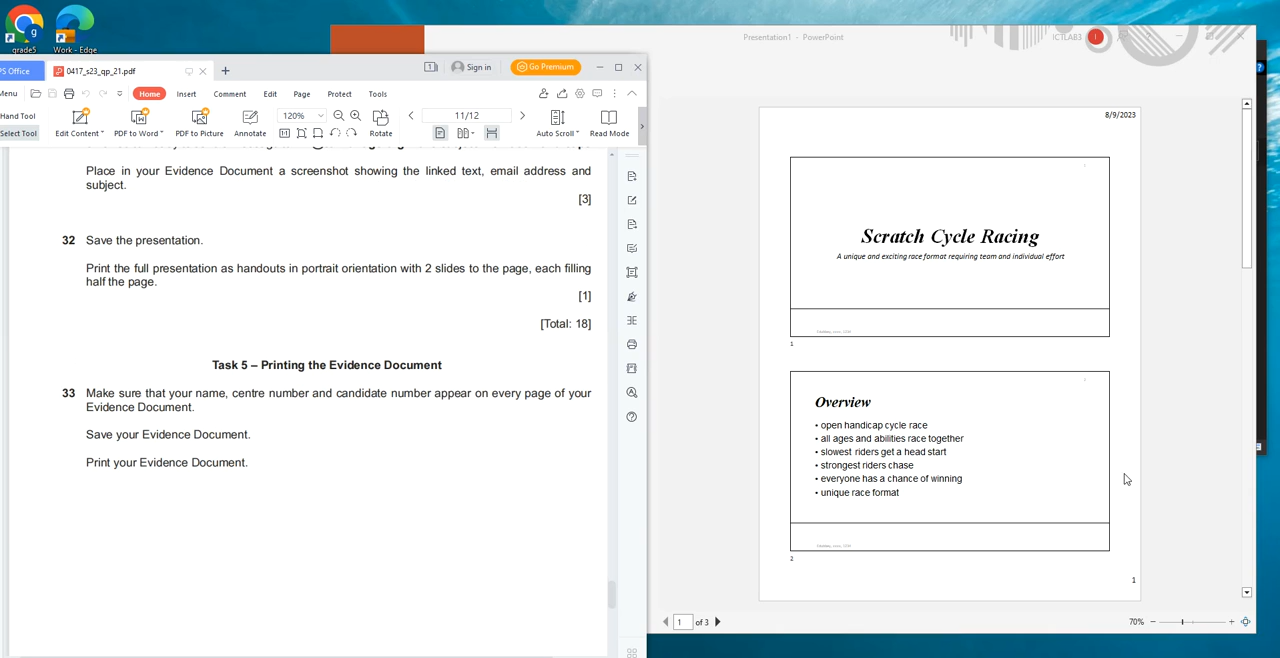 grade5
Work - Edge
Presentation1 - PowerPoint
ICTLAB3
PS Office
0417_s23_qp_21.pdf
Sign in
Go Premium
Menu
Home
Insert
Comment
Edit
Page
Protect
Tools
Hand Tool
Select Tool
Edit Content
PDF to Word
PDF to Picture
Annotate
120%
Rotate
11/12
Auto Scroll
Read Mode
Place in your Evidence Document a screenshot showing the linked text, email address and
subject.
[3]
32 Save the presentation.
Print the full presentation as handouts in portrait orientation with 2 slides to the page, each filling
half the page.
[1]
[Total: 18]
Task 5 – Printing the Evidence Document
33 Make sure that your name, centre number and candidate number appear on every page of your
Evidence Document.
Save your Evidence Document.
Print your Evidence Document.
8/9/2023
Scratch Cycle Racing
A unique and exciting race format requiring team and individual effort
1
Overview
• open handicap cycle race
• all ages and abilities race together
• slowest riders get a head start
• strongest riders chase
• everyone has a chance of winning
• unique race format
2
1
1 of 3
70%